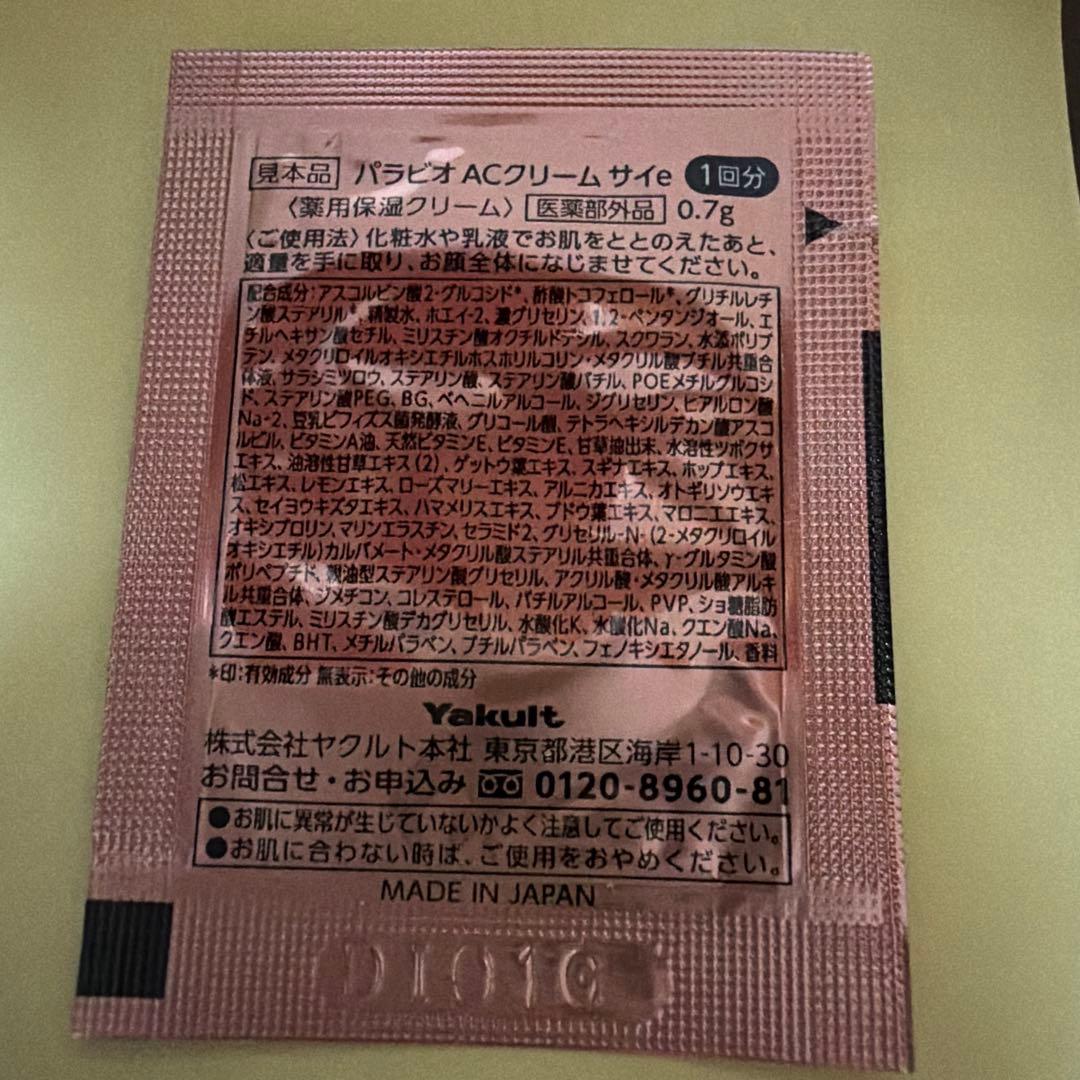 見本品 パラビオ ACクリーム サイe 1回分
〈薬用保湿クリーム〉 医薬部外品 0.7g
〈ご使用法〉化粧水や乳液でお肌をととのえたあと、
適量を手に取り、お顔全体になじませてください。
配合成分：アスコルビン酸2-グルコシド*、酢酸トコフェロール*、グリチルレチ
ン酸ステアリル*、精製水、ホエイ-2、濃グリセリン、1,2-ペンタンジオール、エ
チルヘキサン酸セチル、ミリスチン酸オクチルドデシル、スクワラン、水添ポリブ
テン、メタクリロイルオキシエチルホスホリルコリン・メタクリル酸ブチル共重合
体液、サラシミツロウ、ステアリン酸、ステアリン酸バチル、POEメチルグルコシ
ド、ステアリン酸PEG、BG、ベヘニルアルコール、ジグリセリン、ヒアルロン酸
Na-2、豆乳ビフィズス菌発酵液、グリコール酸、テトラヘキシルデカン酸アスコ
ルビル、ビタミンA油、天然ビタミンE、ビタミンE、甘草抽出末、水溶性ツボクサ
エキス、油溶性甘草エキス（2）、ゲットウ葉エキス、スギナエキス、ホップエキス、
松エキス、レモンエキス、ローズマリーエキス、アルニカエキス、オトギリソウエキ
ス、セイヨウキズタエキス、ハマメリスエキス、ブドウ葉エキス、マロニエエキス、
オキシプロリン、マリンエラスチン、セラミド2、グリセリル-N-（2-メタクリロイル
オキシエチル）カルバメート・メタクリル酸ステアリル共重合体、γ-グルタミン酸
ポリペプチド、親油型ステアリン酸グリセリル、アクリル酸・メタクリル酸アルキ
ル共重合体、ジメチコン、コレステロール、バチルアルコール、PVP、ショ糖脂肪
酸エステル、ミリスチン酸デカグリセリル、水酸化K、水酸化Na、クエン酸Na、
クエン酸、BHT、メチルパラベン、ブチルパラベン、フェノキシエタノール、香料
*印：有効成分 無表示：その他の成分
Yakult
株式会社ヤクルト本社 東京都港区海岸1-10-30
お問合せ・お申込み 0120-8960-81
●お肌に異常が生じていないかよく注意してご使用ください。
●お肌に合わない時は、ご使用をおやめください。
MADE IN JAPAN